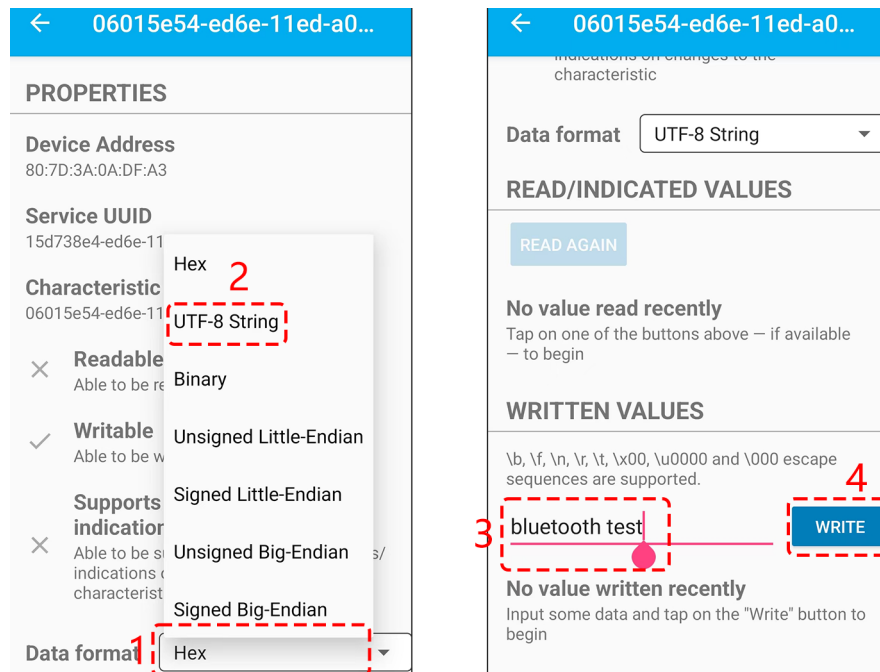 06015e54-ed6e-11ed-a0...
PROPERTIES
Device Address
80:7D:3A:0A:DF:A3
Service UUID
15d738e4-ed6e-11
Characteristic
06015e54-ed6e-11
Readable
Able to be re
Writable
Able to be w
Supports
indication
Able to be su
s/
indications o
characterist
Data format
1
Hex
2
Hex
UTF-8 String
Binary
Unsigned Little-Endian
Signed Little-Endian
Unsigned Big-Endian
Signed Big-Endian
06015e54-ed6e-11ed-a0...
indications on changes to the
characteristic
Data format
UTF-8 String
READ/INDICATED VALUES
READ AGAIN
No value read recently
Tap on one of the buttons above — if available
— to begin
WRITTEN VALUES
\b, \f, \n, \r, \t, \x00, \u0000 and \000 escape
sequences are supported.
3
bluetooth test
4
WRITE
No value written recently
Input some data and tap on the "Write" button to
begin